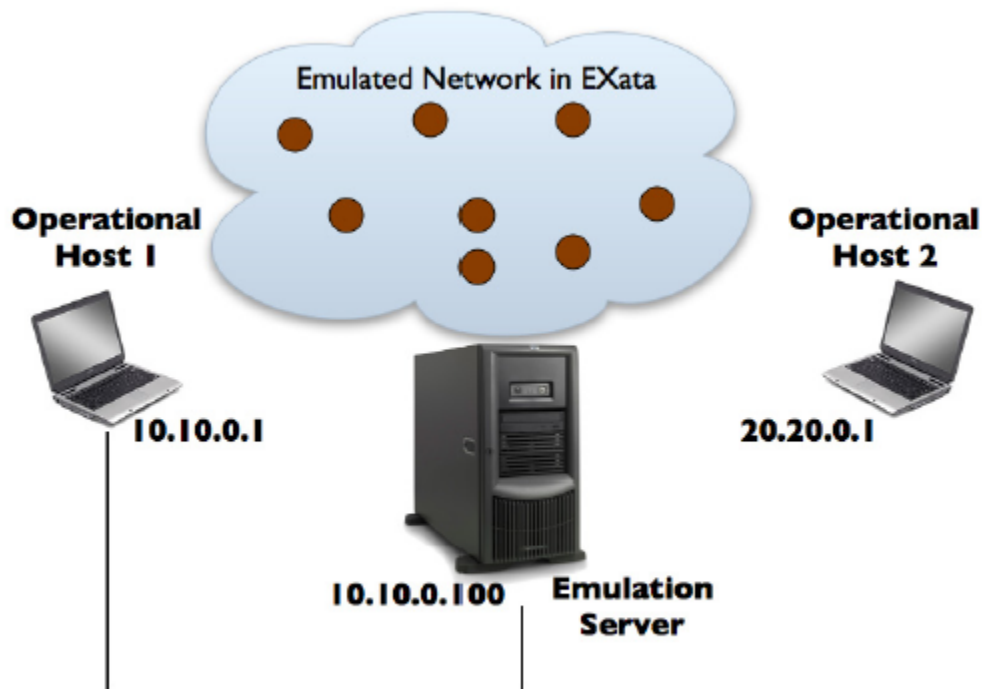 Emulated Network in EXata
Operational
Host 1
Operational
Host 2
10.10.0.1
20.20.0.1
10.10.0.100
Emulation
Server